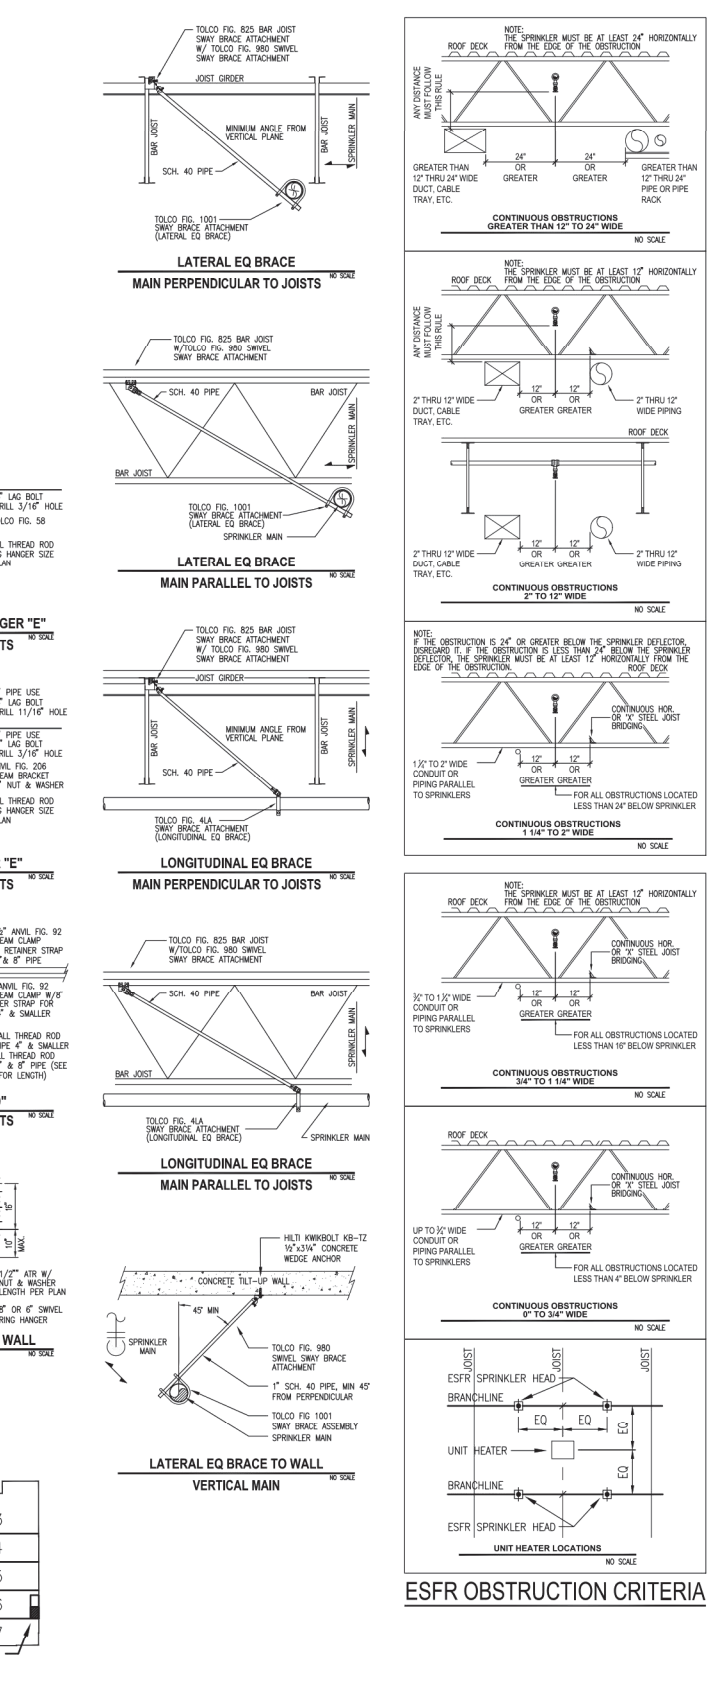 " LAG BOLT
RILL 3/16" HOLE
LCO FIG. 58
L THREAD ROD
G HANGER SIZE
LAN
GER "E"
NO SCALE
TS
PIPE USE
" LAG BOLT
RILL 11/16" HOLE
PIPE USE
" LAG BOLT
RILL 3/16" HOLE
VIL FIG. 206
EAM BRACKET
" NUT & WASHER
L THREAD ROD
G HANGER SIZE
LAN
"E"
NO SCALE
TS
½" ANVIL FIG. 92
EAM CLAMP
RETAINER STRAP
"& 8" PIPE
ANVIL FIG. 92
EAM CLAMP W/8"
ER STRAP FOR
" & SMALLER
ALL THREAD ROD
IPE 4" & SMALLER
L THREAD ROD
" & 8" PIPE (SEE
FOR LENGTH)
TS
NO SCALE
16"
10"
MAX.
1/2"" ATR W/
NUT & WASHER
LENGTH PER PLAN
8" OR 6" SWIVEL
RING HANGER
WALL
NO SCALE
TOLCO FIG. 825 BAR JOIST
SWAY BRACE ATTACHMENT
W/ TOLCO FIG. 980 SWIVEL
SWAY BRACE ATTACHMENT
JOIST GIRDER
BAR JOIST
MINIMUM ANGLE FROM
VERTICAL PLANE
BAR JOIST
SPRINKLER MAIN
SCH. 40 PIPE
TOLCO FIG. 1001
SWAY BRACE ATTACHMENT
(LATERAL EQ BRACE)
LATERAL EQ BRACE
NO SCALE
MAIN PERPENDICULAR TO JOISTS
TOLCO FIG. 825 BAR JOIST
W/TOLCO FIG. 980 SWIVEL
SWAY BRACE ATTACHMENT
SCH. 40 PIPE
BAR JOIST
SPRINKLER MAIN
BAR JOIST
TOLCO FIG. 1001
SWAY BRACE ATTACHMENT
(LATERAL EQ BRACE)
SPRINKLER MAIN
LATERAL EQ BRACE
NO SCALE
MAIN PARALLEL TO JOISTS
TOLCO FIG. 825 BAR JOIST
SWAY BRACE ATTACHMENT
W/ TOLCO FIG. 980 SWIVEL
SWAY BRACE ATTACHMENT
JOIST GIRDER
BAR JOIST
MINIMUM ANGLE FROM
VERTICAL PLANE
BAR JOIST
SPRINKLER MAIN
SCH. 40 PIPE
TOLCO FIG. 4LA
SWAY BRACE ATTACHMENT
(LONGITUDINAL EQ BRACE)
LONGITUDINAL EQ BRACE
NO SCALE
MAIN PERPENDICULAR TO JOISTS
TOLCO FIG. 825 BAR JOIST
W/TOLCO FIG. 980 SWIVEL
SWAY BRACE ATTACHMENT
SCH. 40 PIPE
BAR JOIST
SPRINKLER MAIN
BAR JOIST
TOLCO FIG. 4LA
SWAY BRACE ATTACHMENT
(LONGITUDINAL EQ BRACE)
SPRINKLER MAIN
LONGITUDINAL EQ BRACE
NO SCALE
MAIN PARALLEL TO JOISTS
HILTI KWIKBOLT KB-TZ
½"x3¼" CONCRETE
WEDGE ANCHOR
CONCRETE TILT-UP WALL
45° MIN
SPRINKLER
MAIN
TOLCO FIG. 980
SWIVEL SWAY BRACE
ATTACHMENT
1" SCH. 40 PIPE, MIN 45°
FROM PERPENDICULAR
TOLCO FIG 1001
SWAY BRACE ASSEMBLY
SPRINKLER MAIN
LATERAL EQ BRACE TO WALL
NO SCALE
VERTICAL MAIN
NOTE:
THE SPRINKLER MUST BE AT LEAST 24" HORIZONTALLY
FROM THE EDGE OF THE OBSTRUCTION
ROOF DECK
ANY DISTANCE
MUST FOLLOW
THIS RULE
24" OR GREATER
24" OR GREATER
GREATER THAN
12" THRU 24" WIDE
DUCT, CABLE
TRAY, ETC.
GREATER THAN
12" THRU 24"
PIPE OR PIPE
RACK
CONTINUOUS OBSTRUCTIONS
GREATER THAN 12" TO 24" WIDE
NO SCALE
NOTE:
THE SPRINKLER MUST BE AT LEAST 12" HORIZONTALLY
FROM THE EDGE OF THE OBSTRUCTION
ROOF DECK
ANY DISTANCE
MUST FOLLOW
THIS RULE
12" 12"
OR OR
GREATER GREATER
2" THRU 12" WIDE
DUCT, CABLE
TRAY, ETC.
2" THRU 12"
WIDE PIPING
ROOF DECK
12" 12"
OR OR
GREATER GREATER
2" THRU 12" WIDE
DUCT, CABLE
TRAY, ETC.
2" THRU 12"
WIDE PIPING
CONTINUOUS OBSTRUCTIONS
2" TO 12" WIDE
NO SCALE
NOTE:
IF THE OBSTRUCTION IS 24" OR GREATER BELOW THE SPRINKLER DEFLECTOR,
DISREGARD IT. IF THE OBSTRUCTION IS LESS THAN 24" BELOW THE SPRINKLER
DEFLECTOR, THE SPRINKLER MUST BE AT LEAST 12" HORIZONTALLY FROM THE
EDGE OF THE OBSTRUCTION.
ROOF DECK
CONTINUOUS HOR.
OR 'X' STEEL JOIST
BRIDGING
1¼" TO 2" WIDE
CONDUIT OR
PIPING PARALLEL
TO SPRINKLERS
12" 12"
OR OR
GREATER GREATER
FOR ALL OBSTRUCTIONS LOCATED
LESS THAN 24" BELOW SPRINKLER
CONTINUOUS OBSTRUCTIONS
1 1/4" TO 2" WIDE
NO SCALE
NOTE:
THE SPRINKLER MUST BE AT LEAST 12" HORIZONTALLY
FROM THE EDGE OF THE OBSTRUCTION
ROOF DECK
CONTINUOUS HOR.
OR 'X' STEEL JOIST
BRIDGING
¾" TO 1¼" WIDE
CONDUIT OR
PIPING PARALLEL
TO SPRINKLERS
12" 12"
OR OR
GREATER GREATER
FOR ALL OBSTRUCTIONS LOCATED
LESS THAN 16" BELOW SPRINKLER
CONTINUOUS OBSTRUCTIONS
3/4" TO 1 1/4" WIDE
NO SCALE
ROOF DECK
CONTINUOUS HOR.
OR 'X' STEEL JOIST
BRIDGING
UP TO ¾" WIDE
CONDUIT OR
PIPING PARALLEL
TO SPRINKLERS
12" 12"
OR OR
GREATER GREATER
FOR ALL OBSTRUCTIONS LOCATED
LESS THAN 4" BELOW SPRINKLER
CONTINUOUS OBSTRUCTIONS
0" TO 3/4" WIDE
NO SCALE
JOIST
JOIST
JOIST
ESFR SPRINKLER HEAD
BRANCHLINE
EQ EQ
EQ
UNIT HEATER
EQ
BRANCHLINE
ESFR SPRINKLER HEAD
UNIT HEATER LOCATIONS
NO SCALE
ESFR OBSTRUCTION CRITERIA